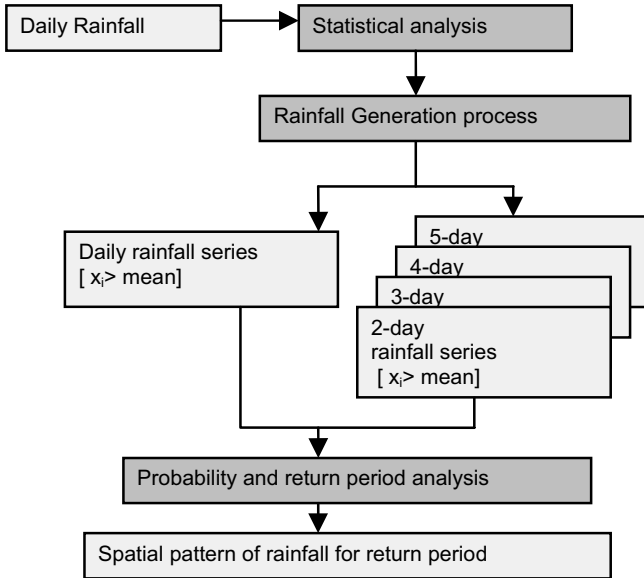 Daily Rainfall
Statistical analysis
Rainfall Generation process
Daily rainfall series
[ xᵢ> mean]
5-day
4-day
3-day
2-day
rainfall series
[ xᵢ> mean]
Probability and return period analysis
Spatial pattern of rainfall for return period